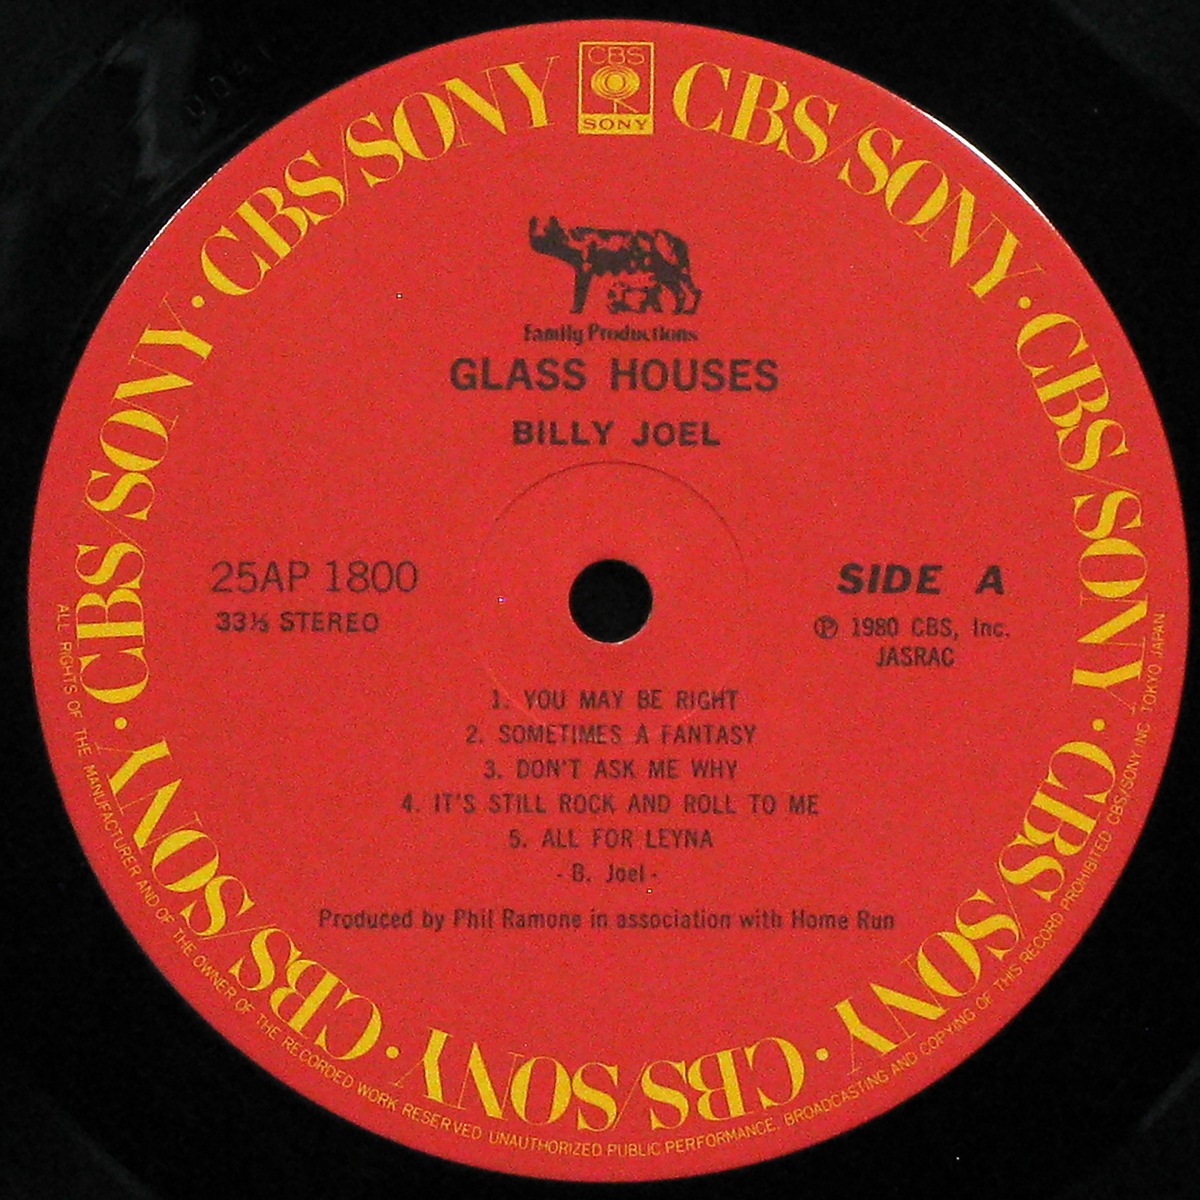 CBS
SONY
CBS/SONY · CBS/SONY · CBS/SONY · CBS/SONY · CBS/SONY · CBS/SONY · CBS/SONY · CBS/SONY
Family Productions
GLASS HOUSES
BILLY JOEL
25AP 1800
33⅓ STEREO
SIDE A
Ⓟ 1980 CBS, Inc.
JASRAC
1. YOU MAY BE RIGHT
2. SOMETIMES A FANTASY
3. DON'T ASK ME WHY
4. IT'S STILL ROCK AND ROLL TO ME
5. ALL FOR LEYNA
- B. Joel -
Produced by Phil Ramone in association with Home Run
ALL RIGHTS OF THE MANUFACTURER AND OF THE OWNER OF THE RECORDED WORK RESERVED UNAUTHORIZED PUBLIC PERFORMANCE. BROADCASTING AND COPYING OF THIS RECORD PROHIBITED CBS/SONY INC TOKYO JAPAN